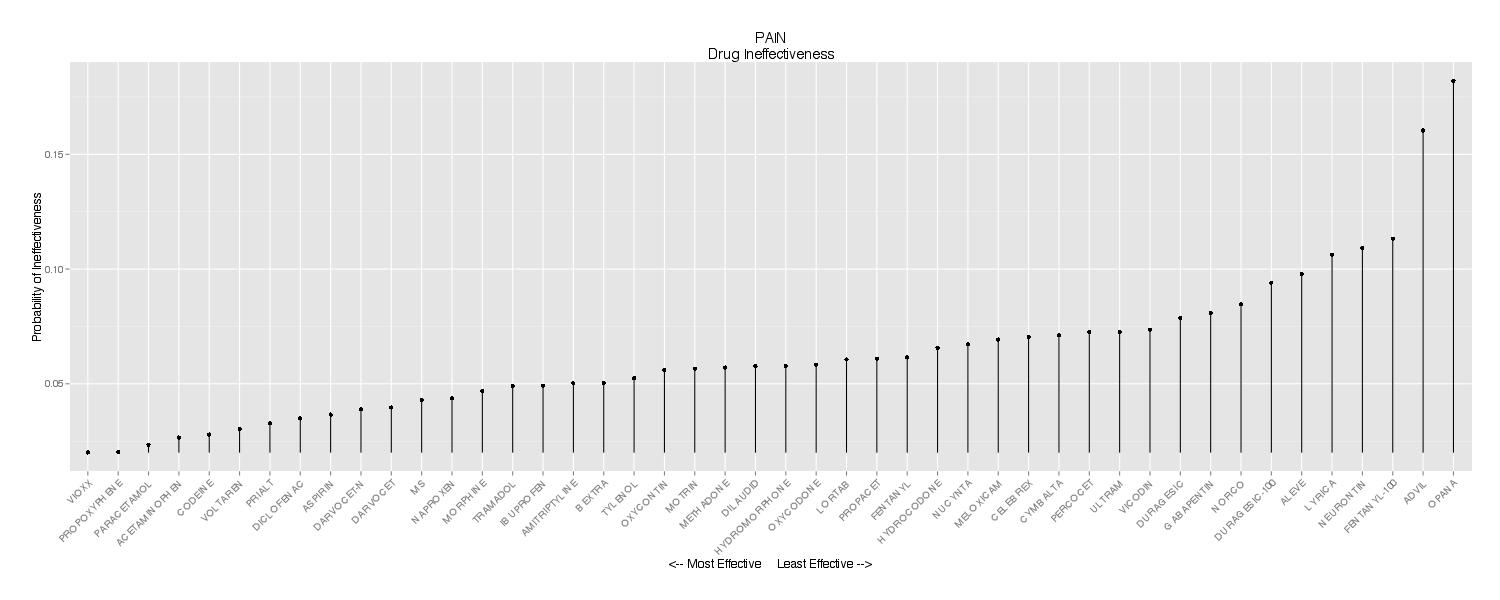 PAIN
Drug Ineffectiveness
Probability of Ineffectiveness
0.15
0.10
0.05
VIOXX
PROPOXYPHENE
PARACETAMOL
ACETAMINOPHEN
CODEINE
VOLTAREN
PRIALT
DICLOFENAC
ASPIRIN
DARVOCET-N
DARVOCET
MS
NAPROXEN
MORPHINE
TRAMADOL
IBUPROFEN
AMITRIPTYLINE
BEXTRA
TYLENOL
OXYCONTIN
MOTRIN
METHADONE
DILAUDID
HYDROMORPHONE
OXYCODONE
LORTAB
PROPACET
FENTANYL
HYDROCODONE
NUCYNTA
MELOXICAM
CELEBREX
CYMBALTA
PERCOCET
ULTRAM
VICODIN
DURAGESIC
GABAPENTIN
NORCO
DURAGESIC-100
ALEVE
LYRICA
NEURONTIN
FENTANYL-100
ADVIL
OPANA
<-- Most Effective Least Effective -->